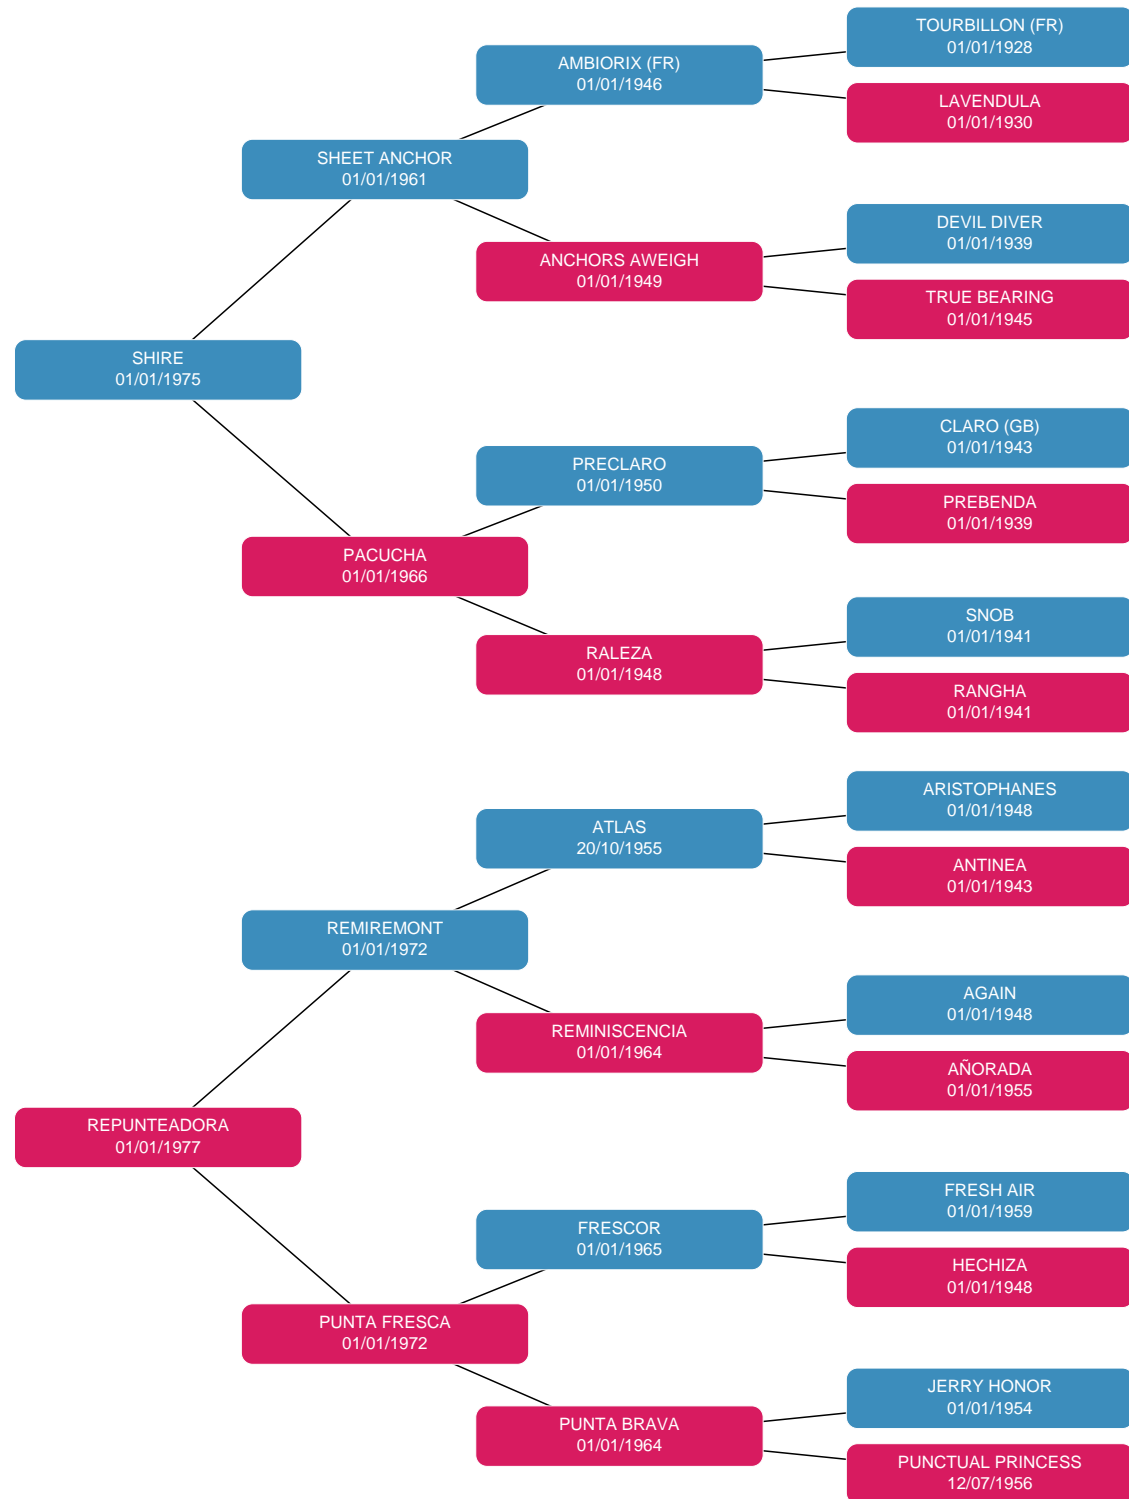 TOURBILLON (FR)
01/01/1928
AMBIORIX (FR)
01/01/1946
LAVENDULA
01/01/1930
SHEET ANCHOR
01/01/1961
DEVIL DIVER
01/01/1939
ANCHORS AWEIGH
01/01/1949
TRUE BEARING
01/01/1945
SHIRE
01/01/1975
CLARO (GB)
01/01/1943
PRECLARO
01/01/1950
PREBENDA
01/01/1939
PACUCHA
01/01/1966
SNOB
01/01/1941
RALEZA
01/01/1948
RANGHA
01/01/1941
ARISTOPHANES
01/01/1948
ATLAS
20/10/1955
ANTINEA
01/01/1943
REMIREMONT
01/01/1972
AGAIN
01/01/1948
REMINISCENCIA
01/01/1964
AÑORADA
01/01/1955
REPUNTEADORA
01/01/1977
FRESH AIR
01/01/1959
FRESCOR
01/01/1965
HECHIZA
01/01/1948
PUNTA FRESCA
01/01/1972
JERRY HONOR
01/01/1954
PUNTA BRAVA
01/01/1964
PUNCTUAL PRINCESS
12/07/1956